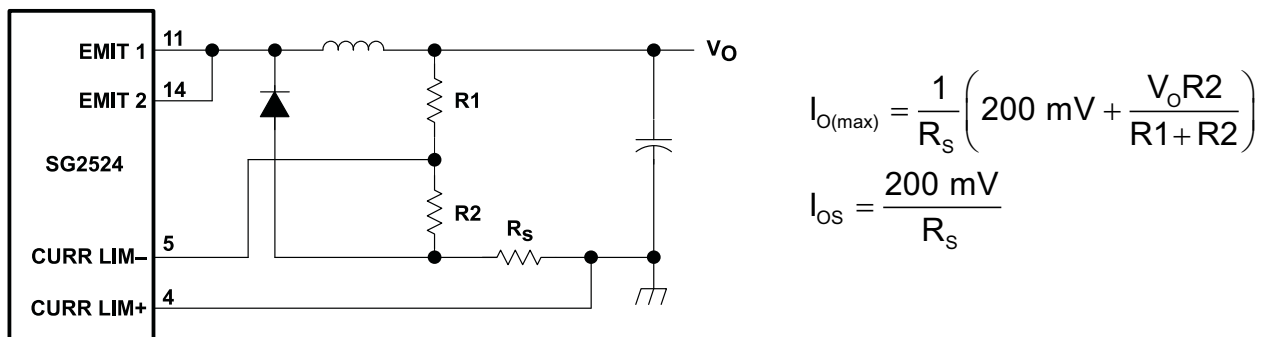 EMIT 1
11
EMIT 2
14
SG2524
CURR LIM–
5
CURR LIM+
4
R1
R2
Rs
VO
IO(max) = 1/RS (200 mV + VOR2/R1 + R2)
IOS = 200 mV/RS